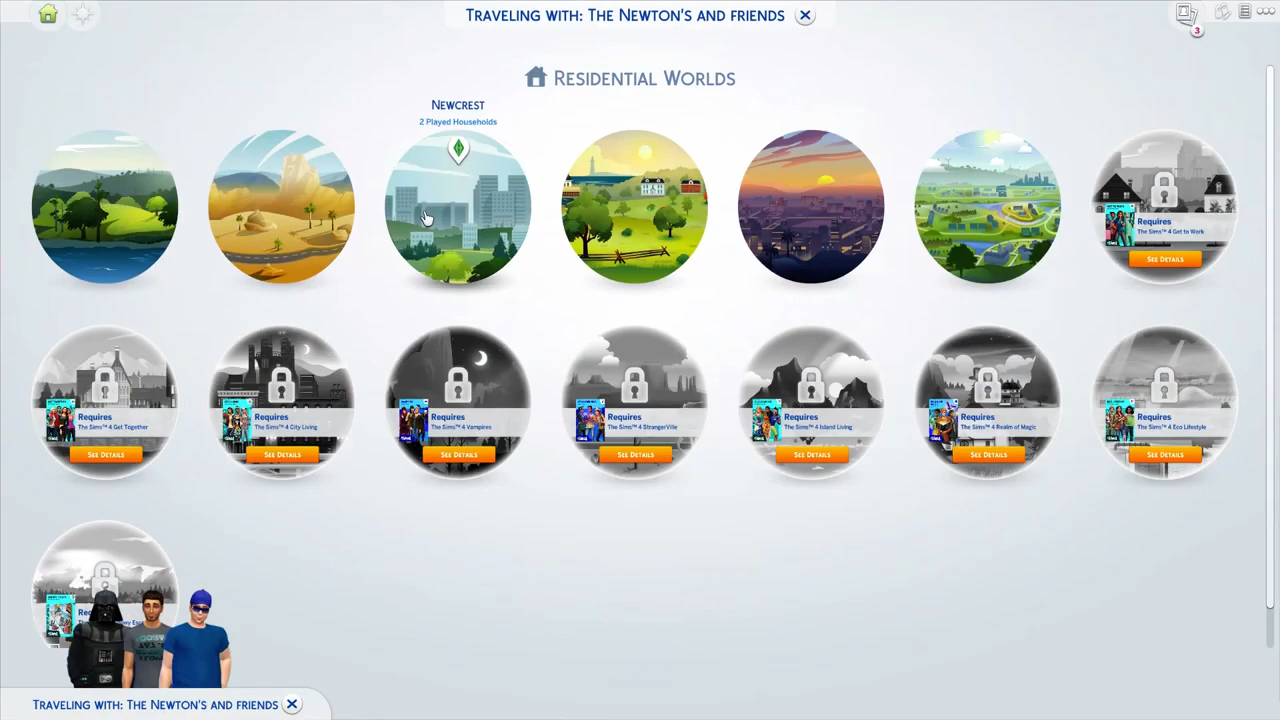 Traveling with: The Newton's and friends
3
Residential Worlds
Newcrest
2 Played Households
Requires
The Sims™ 4 Get to Work
See Details
Requires
The Sims™ 4 Get Together
See Details
Requires
The Sims™ 4 City Living
See Details
Requires
The Sims™ 4 Vampires
See Details
Requires
The Sims™ 4 StrangerVille
See Details
Requires
The Sims™ 4 Island Living
See Details
Requires
The Sims™ 4 Realm of Magic
See Details
Requires
The Sims™ 4 Eco Lifestyle
See Details
Traveling with: The Newton's and friends